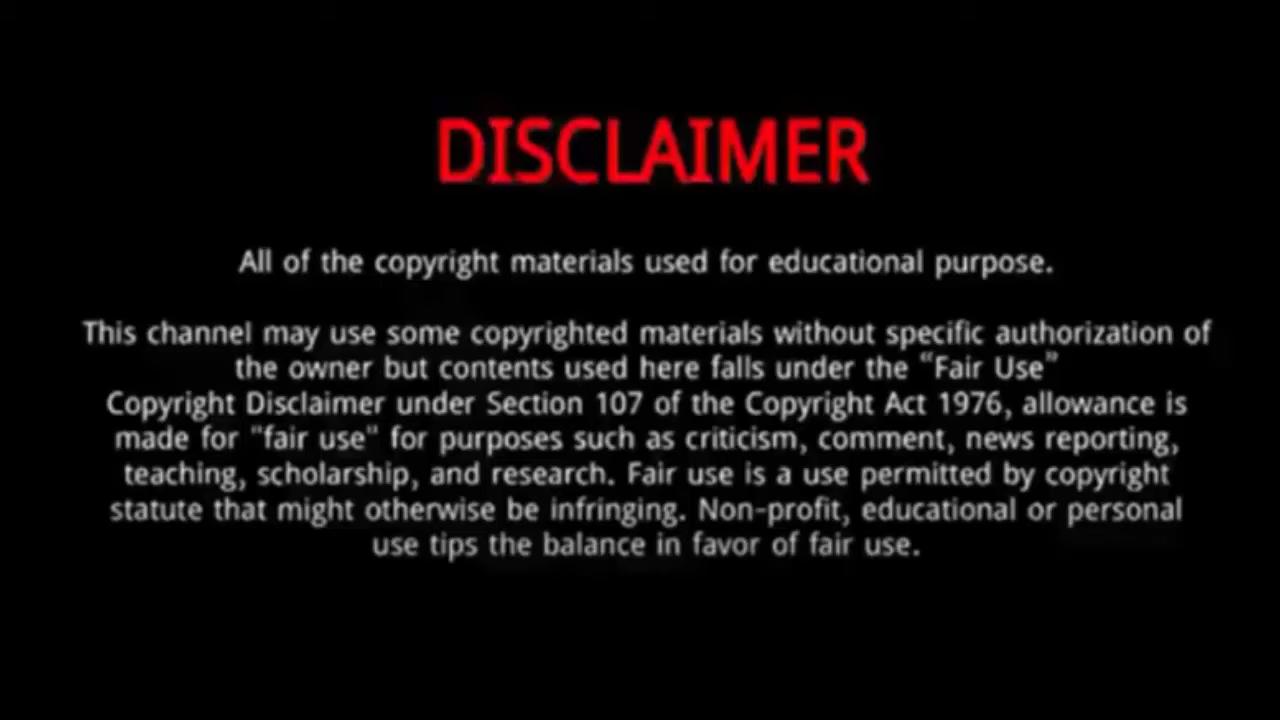 DISCLAIMER
All of the copyright materials used for educational purpose.
This channel may use some copyrighted materials without specific authorization of
the owner but contents used here falls under the “Fair Use”
Copyright Disclaimer under Section 107 of the Copyright Act 1976, allowance is
made for "fair use" for purposes such as criticism, comment, news reporting,
teaching, scholarship, and research. Fair use is a use permitted by copyright
statute that might otherwise be infringing. Non-profit, educational or personal
use tips the balance in favor of fair use.